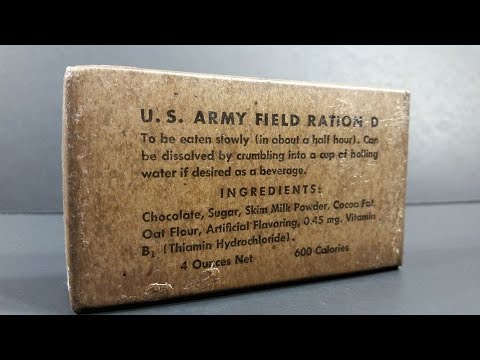 U. S. ARMY FIELD RATION D
To be eaten slowly (in about a half hour). Can
be dissolved by crumbling into a cup of boiling
water if desired as a beverage.
INGREDIENTS:
Chocolate, Sugar, Skim Milk Powder, Cocoa Fat,
Oat Flour, Artificial Flavoring, 0.45 mg. Vitamin
B₁ (Thiamin Hydrochloride).
4 Ounces Net 600 Calories